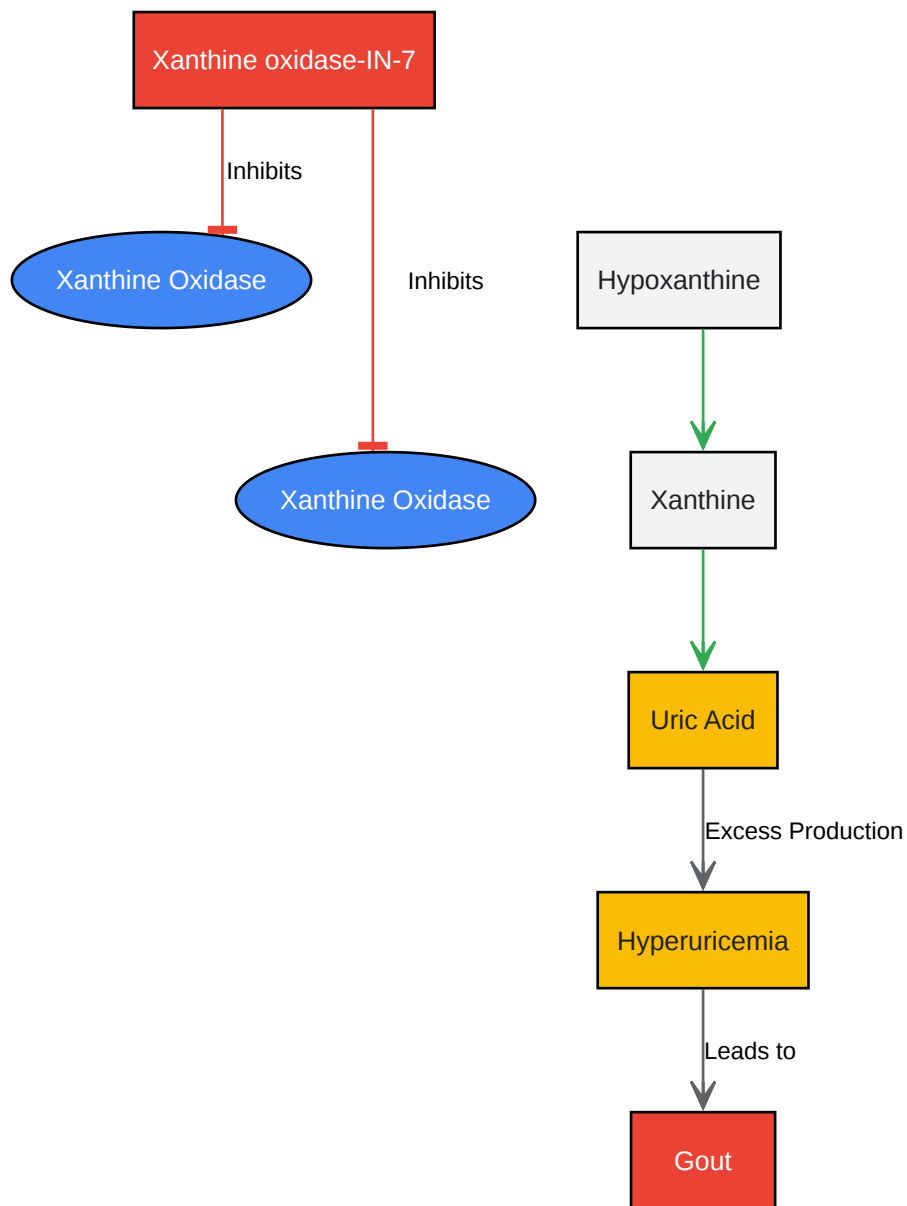 Xanthine oxidase-IN-7
Inhibits
Xanthine Oxidase
Inhibits
Hypoxanthine
Xanthine Oxidase
Xanthine
Uric Acid
Excess Production
Hyperuricemia
Leads to
Gout